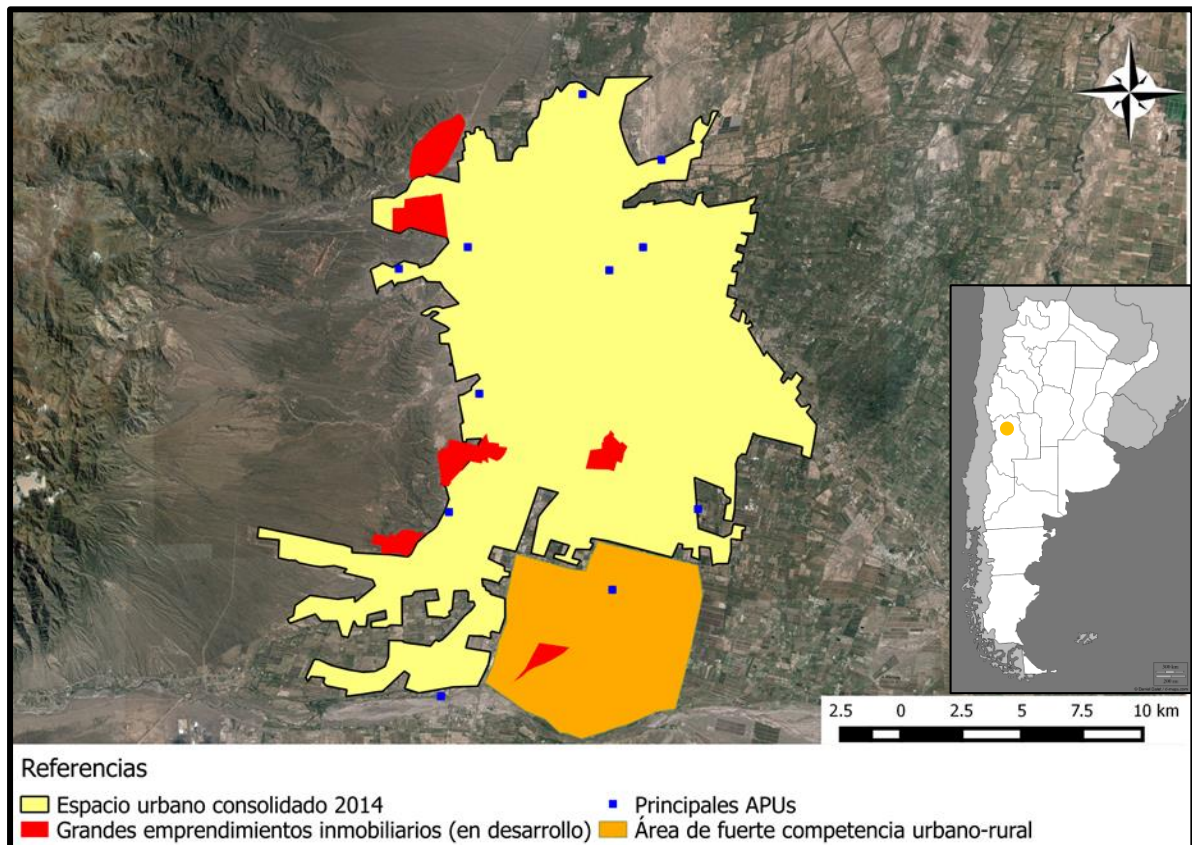 2.5 0 2.5 5 7.5 10 km
Referencias
Espacio urbano consolidado 2014
Principales APUs
Grandes emprendimientos inmobiliarios (en desarrollo)
Área de fuerte competencia urbano-rural